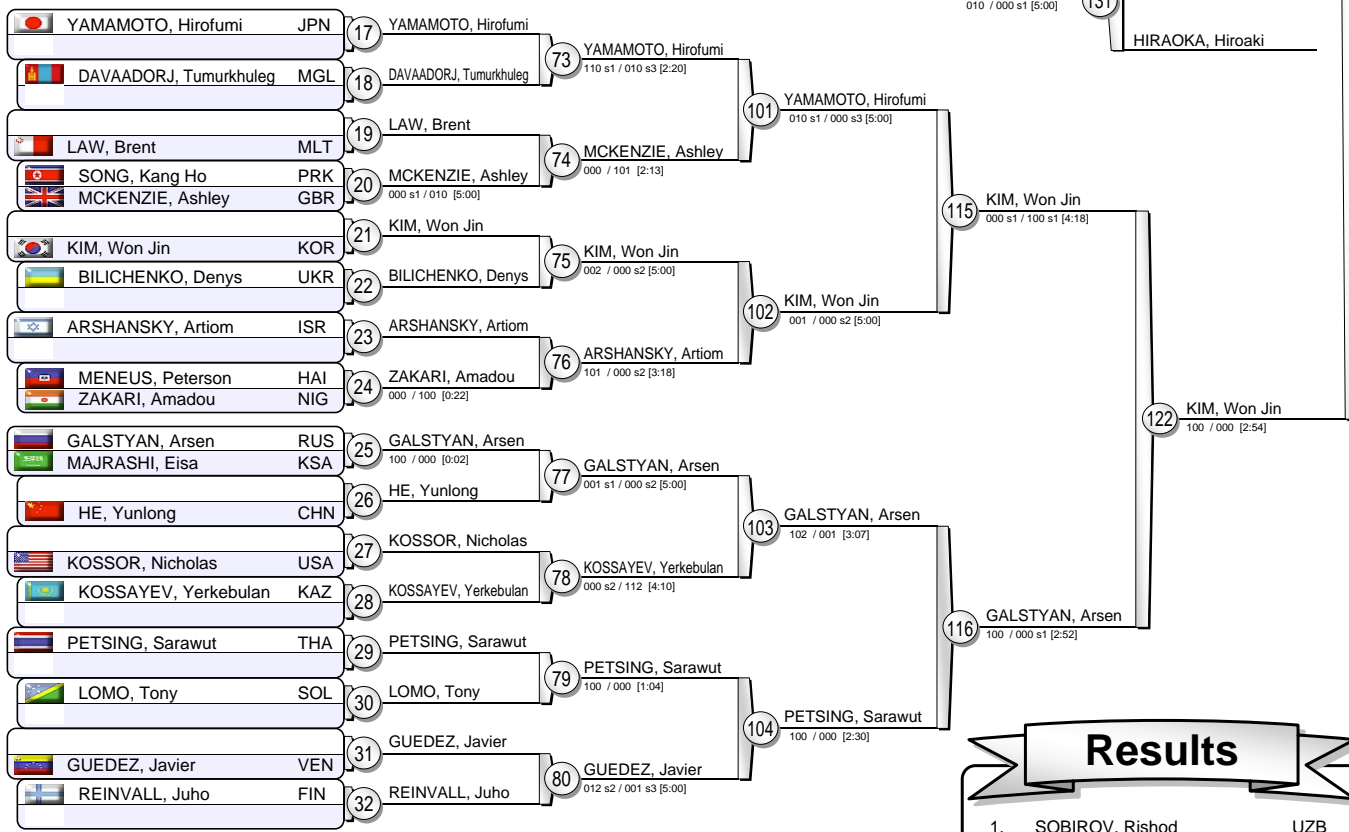 010 / 000 s1 [5:00]
131
HIRAOKA, Hiroaki
YAMAMOTO, Hirofumi JPN
17
YAMAMOTO, Hirofumi
DAVAADORJ, Tumurkhuleg MGL
18
DAVAADORJ, Tumurkhuleg
73
YAMAMOTO, Hirofumi
110 s1 / 010 s3 [2:20]
LAW, Brent MLT
19
LAW, Brent
SONG, Kang Ho PRK
MCKENZIE, Ashley GBR
20
MCKENZIE, Ashley
000 s1 / 010 [5:00]
74
MCKENZIE, Ashley
000 / 101 [2:13]
101
YAMAMOTO, Hirofumi
010 s1 / 000 s3 [5:00]
KIM, Won Jin KOR
21
KIM, Won Jin
BILICHENKO, Denys UKR
22
BILICHENKO, Denys
75
KIM, Won Jin
002 / 000 s2 [5:00]
ARSHANSKY, Artiom ISR
23
ARSHANSKY, Artiom
MENEUS, Peterson HAI
ZAKARI, Amadou NIG
24
ZAKARI, Amadou
000 / 100 [0:22]
76
ARSHANSKY, Artiom
101 / 000 s2 [3:18]
102
KIM, Won Jin
001 / 000 s2 [5:00]
115
KIM, Won Jin
000 s1 / 100 s1 [4:18]
GALSTYAN, Arsen RUS
MAJRASHI, Eisa KSA
25
GALSTYAN, Arsen
100 / 000 [0:02]
HE, Yunlong CHN
26
HE, Yunlong
77
GALSTYAN, Arsen
001 s1 / 000 s2 [5:00]
KOSSOR, Nicholas USA
27
KOSSOR, Nicholas
KOSSAYEV, Yerkebulan KAZ
28
KOSSAYEV, Yerkebulan
78
KOSSAYEV, Yerkebulan
000 s2 / 112 [4:10]
103
GALSTYAN, Arsen
102 / 001 [3:07]
PETSING, Sarawut THA
29
PETSING, Sarawut
LOMO, Tony SOL
30
LOMO, Tony
79
PETSING, Sarawut
100 / 000 [1:04]
GUEDEZ, Javier VEN
31
GUEDEZ, Javier
REINVALL, Juho FIN
32
REINVALL, Juho
80
GUEDEZ, Javier
012 s2 / 001 s3 [5:00]
104
PETSING, Sarawut
100 / 000 [2:30]
116
GALSTYAN, Arsen
100 / 000 s1 [2:52]
122
KIM, Won Jin
100 / 000 [2:54]
Results
1. SOBIROV, Rishod UZB